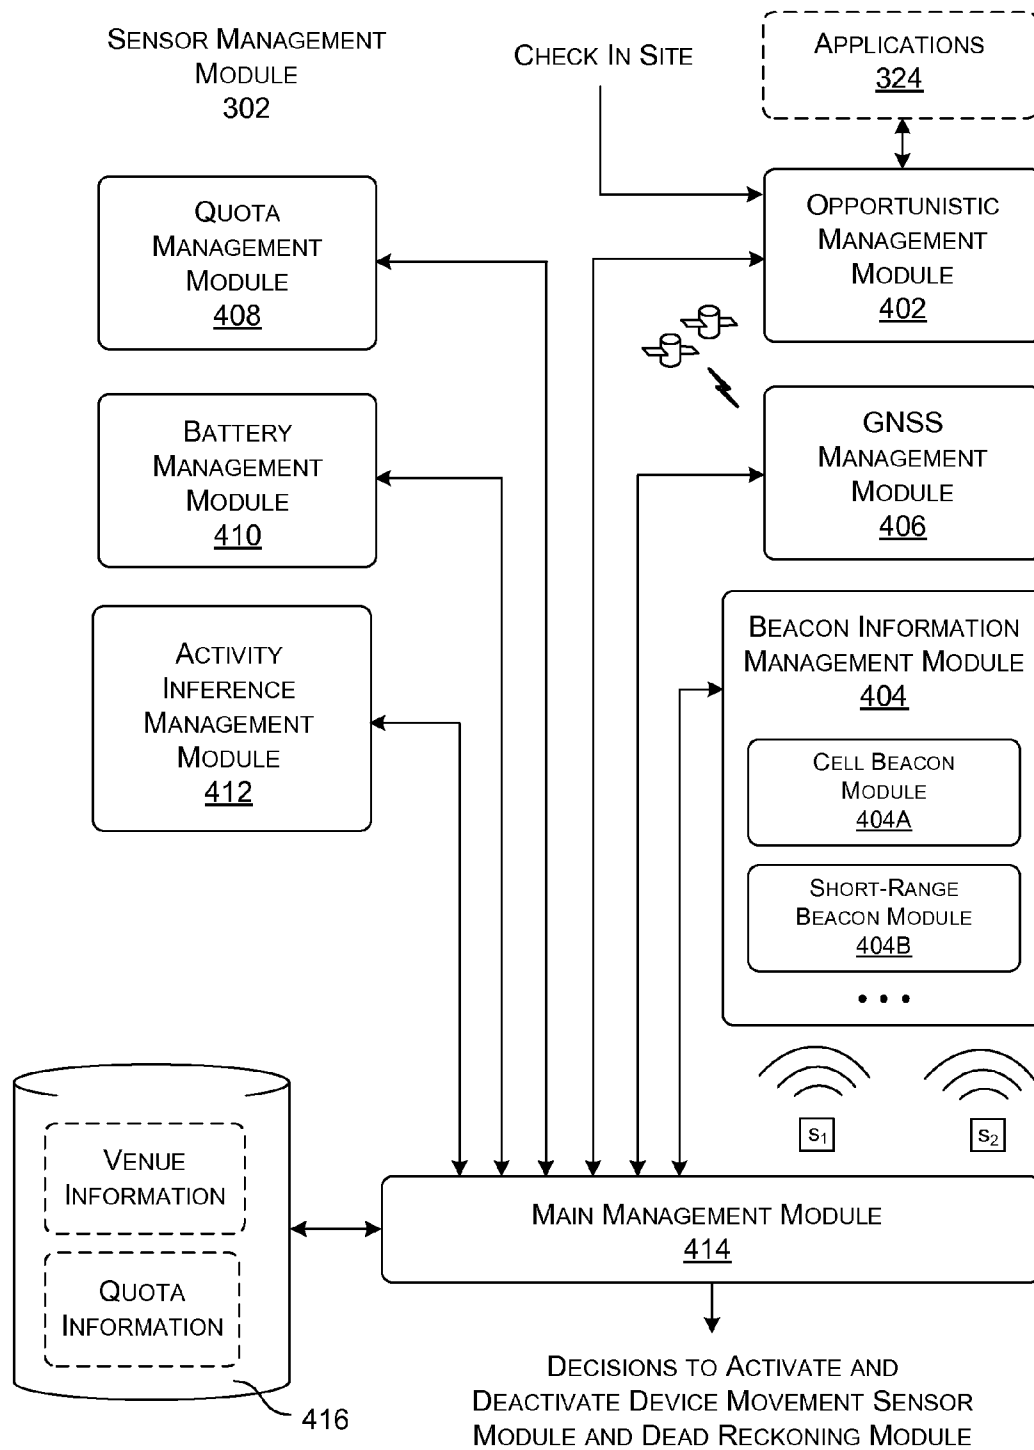 SENSOR MANAGEMENT
MODULE
302
CHECK IN SITE
APPLICATIONS
324
QUOTA
MANAGEMENT
MODULE
408
OPPORTUNISTIC
MANAGEMENT
MODULE
402
BATTERY
MANAGEMENT
MODULE
410
GNSS
MANAGEMENT
MODULE
406
ACTIVITY
INFERENCE
MANAGEMENT
MODULE
412
BEACON INFORMATION
MANAGEMENT MODULE
404
CELL BEACON
MODULE
404A
SHORT-RANGE
BEACON MODULE
404B
• • •
S1
S2
VENUE
INFORMATION
QUOTA
INFORMATION
416
MAIN MANAGEMENT MODULE
414
DECISIONS TO ACTIVATE AND
DEACTIVATE DEVICE MOVEMENT SENSOR
MODULE AND DEAD RECKONING MODULE